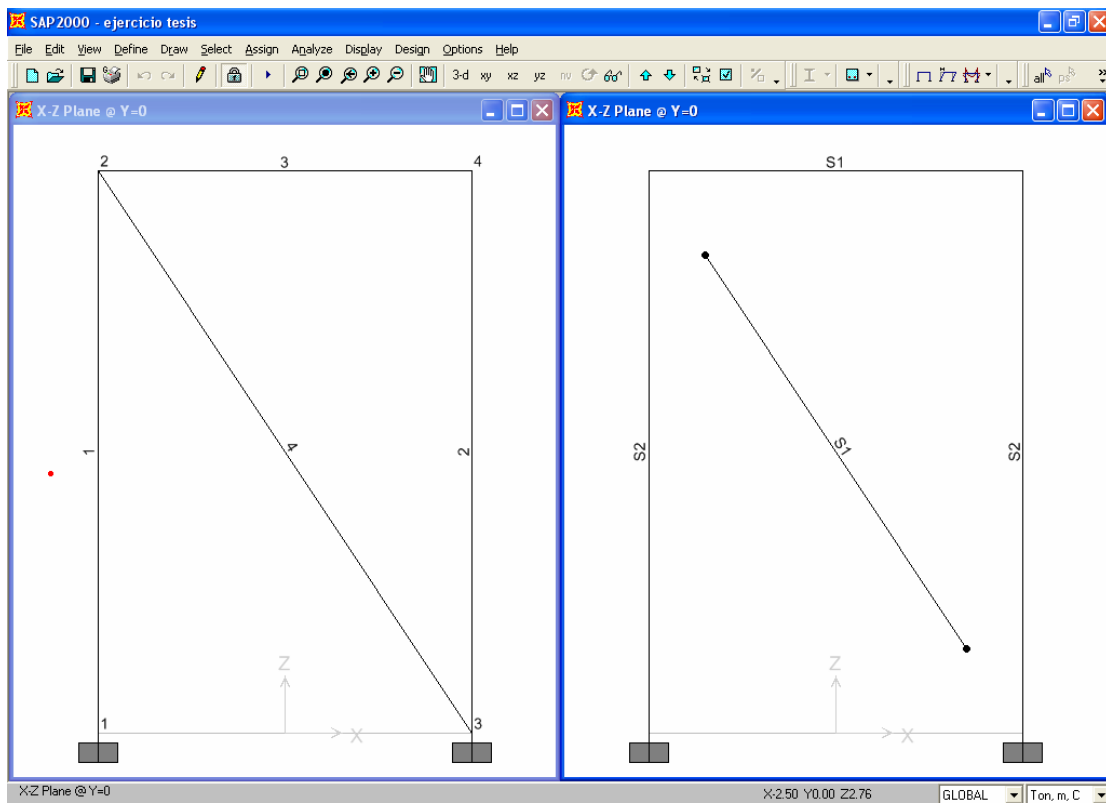 SAP2000 - ejercicio tesis
File Edit View Define Draw Select Assign Analyze Display Design Options Help
3-d xy xz yz nv all ps
X-Z Plane @ Y=0
2 3 4
1 4 2
Z
1 3
X
X-Z Plane @ Y=0
S1
S2 S1 S2
Z
X
X-Z Plane @ Y=0 X-2.50 Y0.00 Z2.76 GLOBAL Ton, m, C